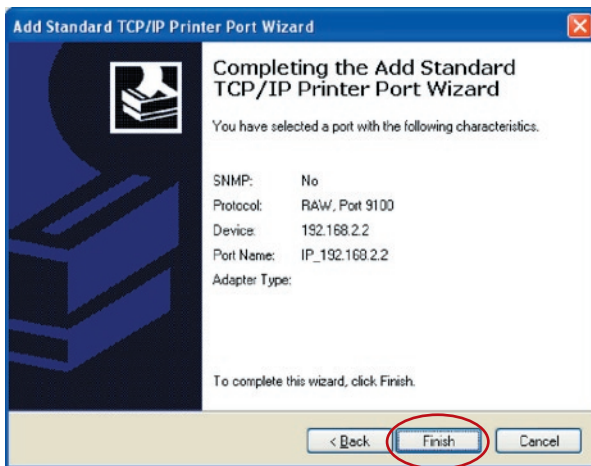 Add Standard TCP/IP Printer Port Wizard
Completing the Add Standard
TCP/IP Printer Port Wizard
You have selected a port with the following characteristics.
SNMP: No
Protocol: RAW, Port 9100
Device: 192.168.2.2
Port Name: IP_192.168.2.2
Adapter Type:
To complete this wizard, click Finish.
< Back Finish Cancel